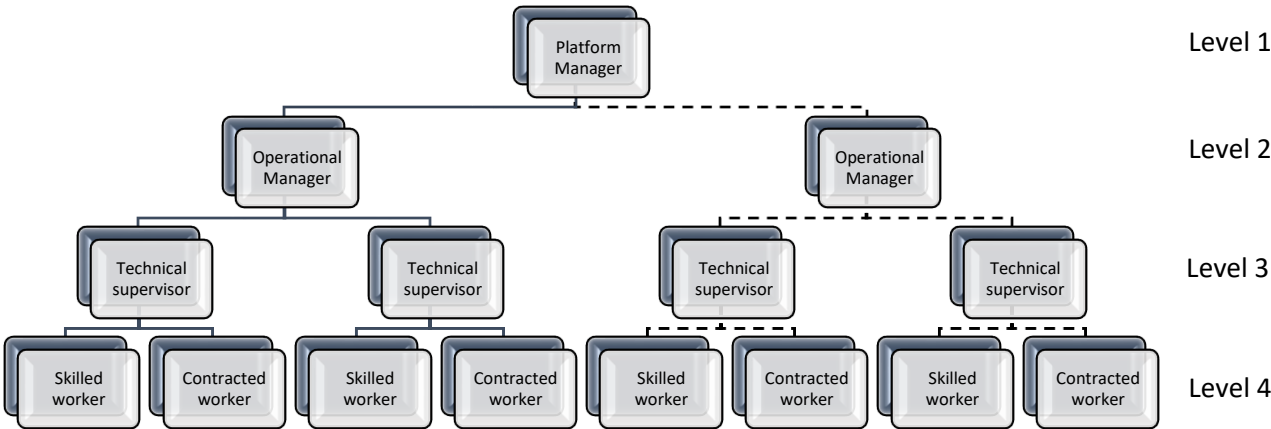 Platform
Manager
Level 1
Operational
Manager
Operational
Manager
Level 2
Technical
supervisor
Technical
supervisor
Technical
supervisor
Technical
supervisor
Level 3
Skilled
worker
Contracted
worker
Skilled
worker
Contracted
worker
Skilled
worker
Contracted
worker
Skilled
worker
Contracted
worker
Level 4